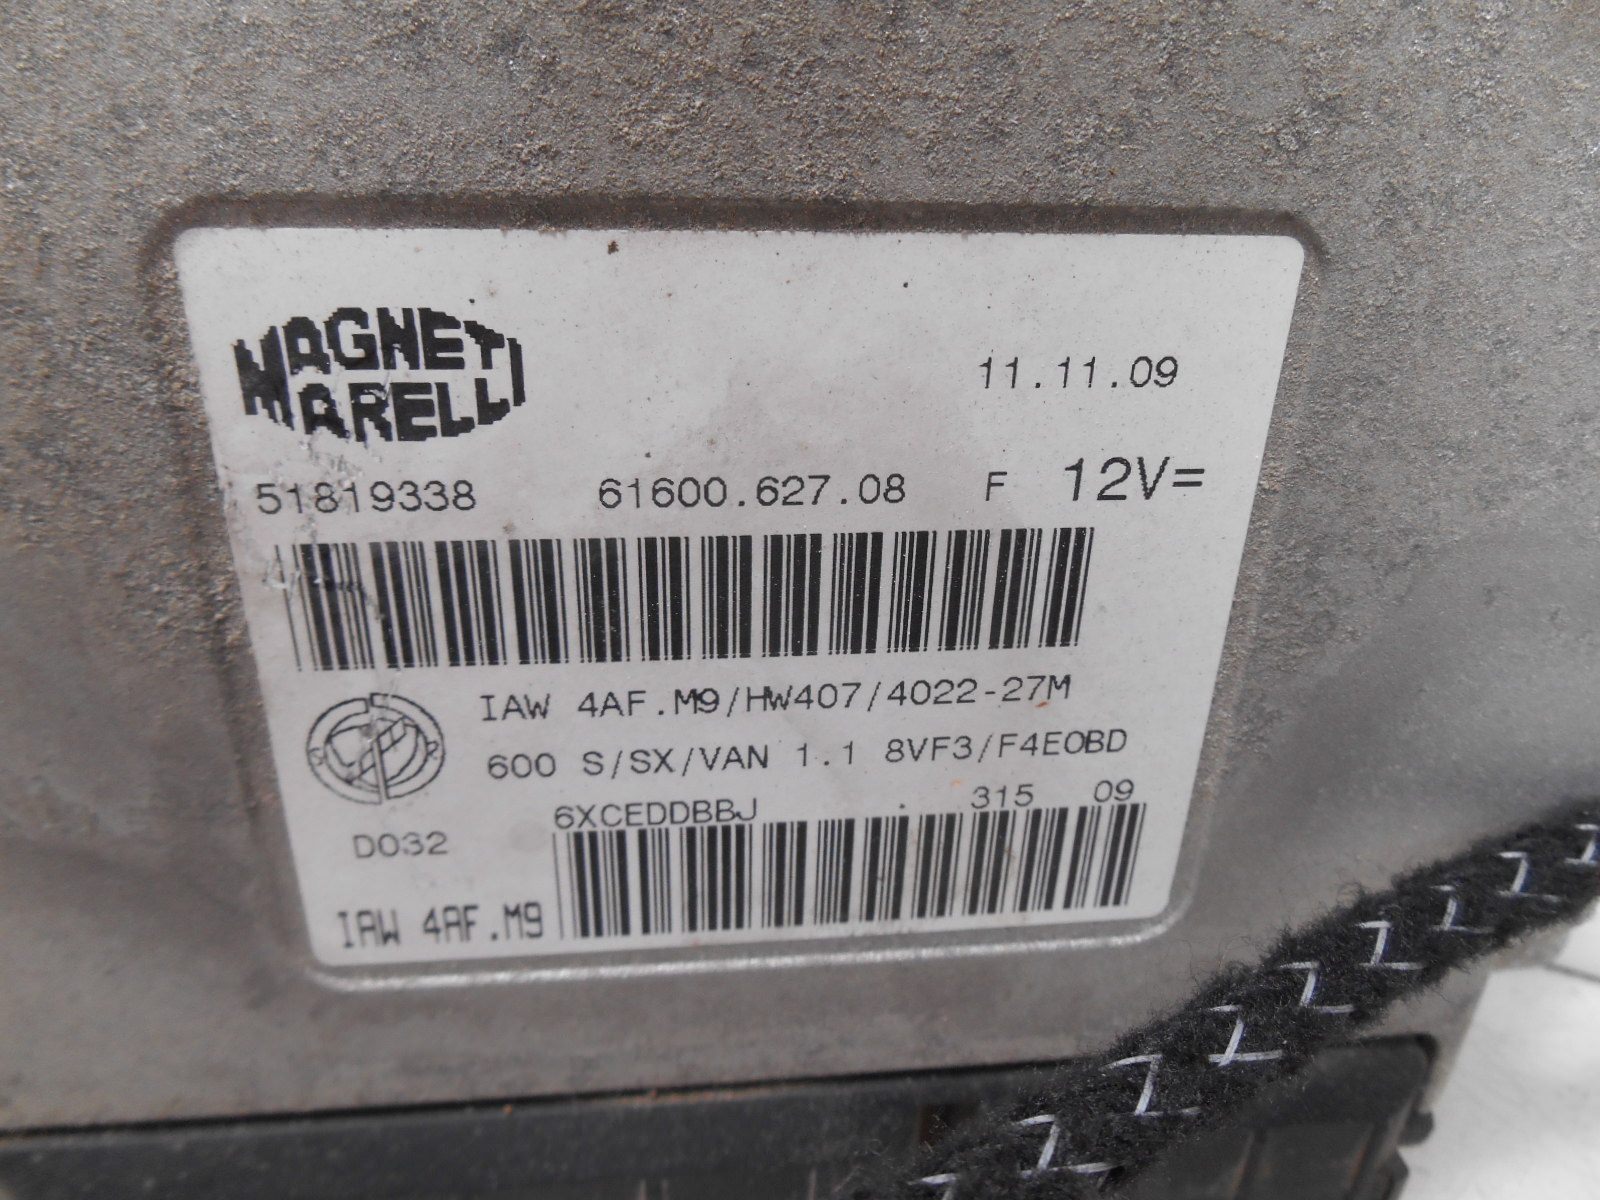 MAGNETI
MARELLI
11.11.09
51819338 61600.627.08 F 12V=
IAW 4AF.M9/HW407/4022-27M
600 S/SX/VAN 1.1 8VF3/F4EOBD
6XCEDDBBJ . 315 09
D032
IAW 4AF.M9